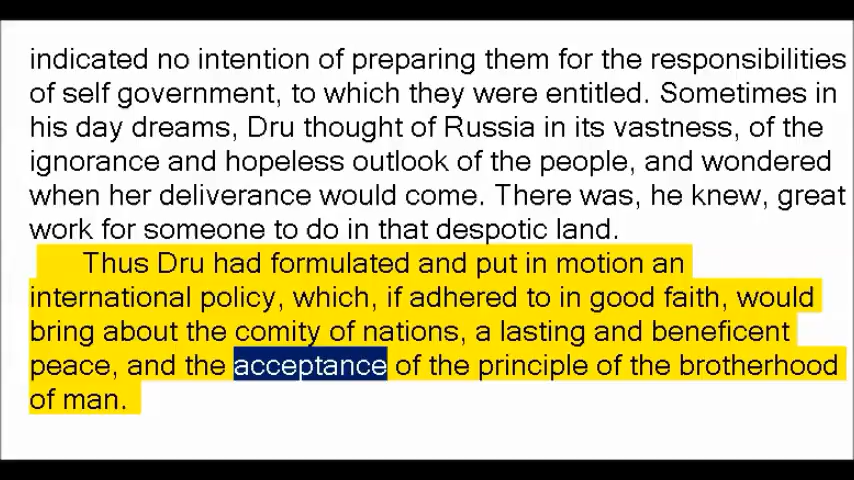 indicated no intention of preparing them for the responsibilities
of self government, to which they were entitled. Sometimes in
his day dreams, Dru thought of Russia in its vastness, of the
ignorance and hopeless outlook of the people, and wondered
when her deliverance would come. There was, he knew, great
work for someone to do in that despotic land.
Thus Dru had formulated and put in motion an
international policy, which, if adhered to in good faith, would
bring about the comity of nations, a lasting and beneficent
peace, and the acceptance of the principle of the brotherhood
of man.